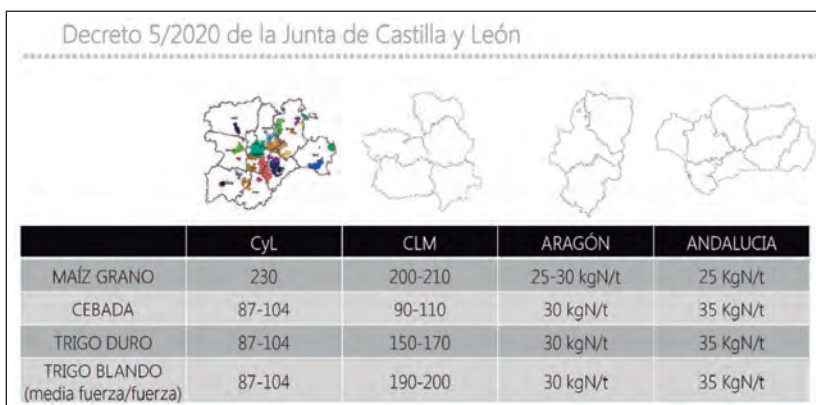 Decreto 5/2020 de la Junta de Castilla y León
CyL CLM ARAGÓN ANDALUCIA
MAÍZ GRANO 230 200-210 25-30 kgN/t 25 KgN/t
CEBADA 87-104 90-110 30 kgN/t 35 KgN/t
TRIGO DURO 87-104 150-170 30 kgN/t 35 KgN/t
TRIGO BLANDO
(media fuerza/fuerza) 87-104 190-200 30 kgN/t 35 KgN/t